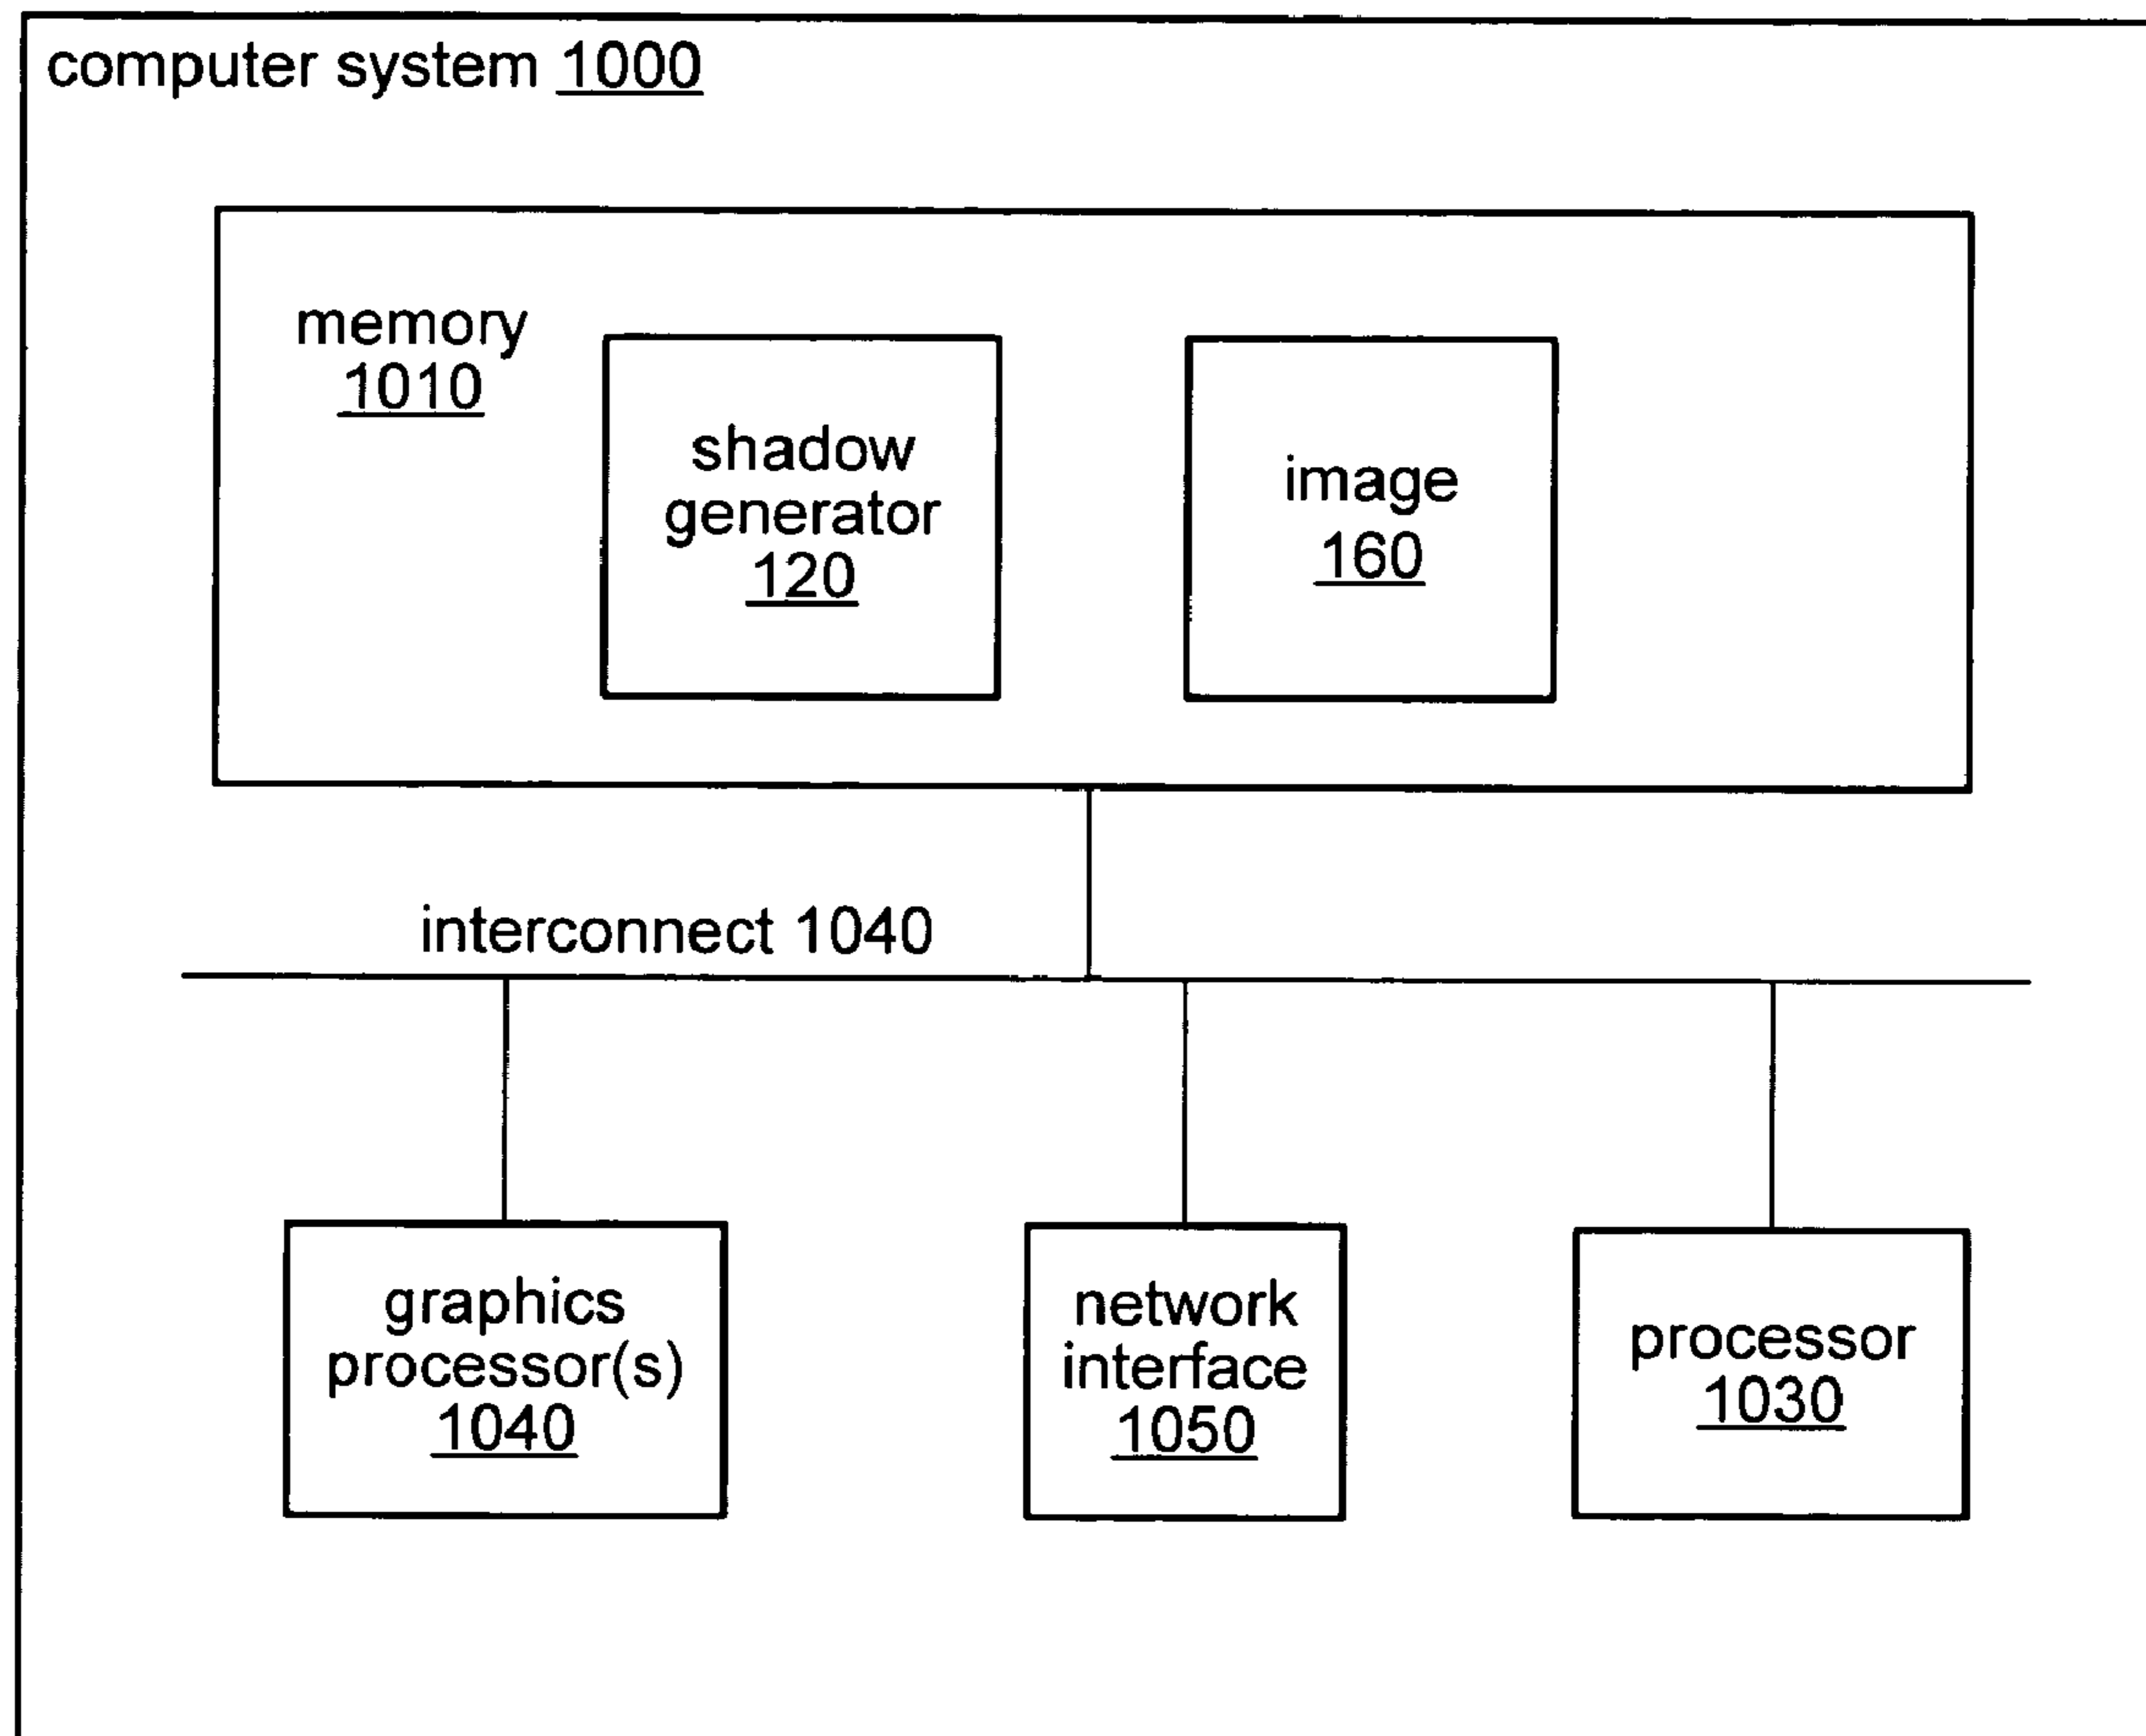 computer system 1000
memory
1010
shadow
generator
120
image
160
interconnect 1040
graphics
processor(s)
1040
network
interface
1050
processor
1030